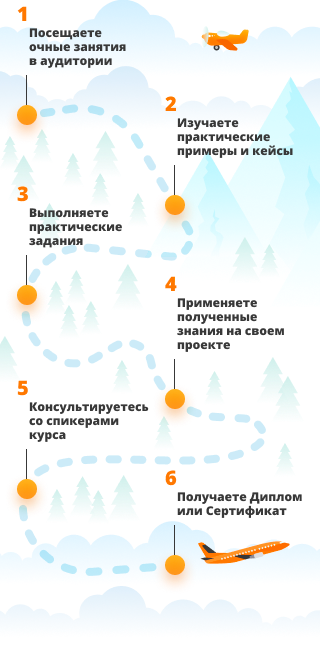 1
Посещаете
очные занятия
в аудитории
2
Изучаете
практические
примеры и кейсы
3
Выполняете
практические
задания
4
Применяете
полученные
знания на своем
проекте
5
Консультируетесь
со спикерами
курса
6
Получаете Диплом
или Сертификат